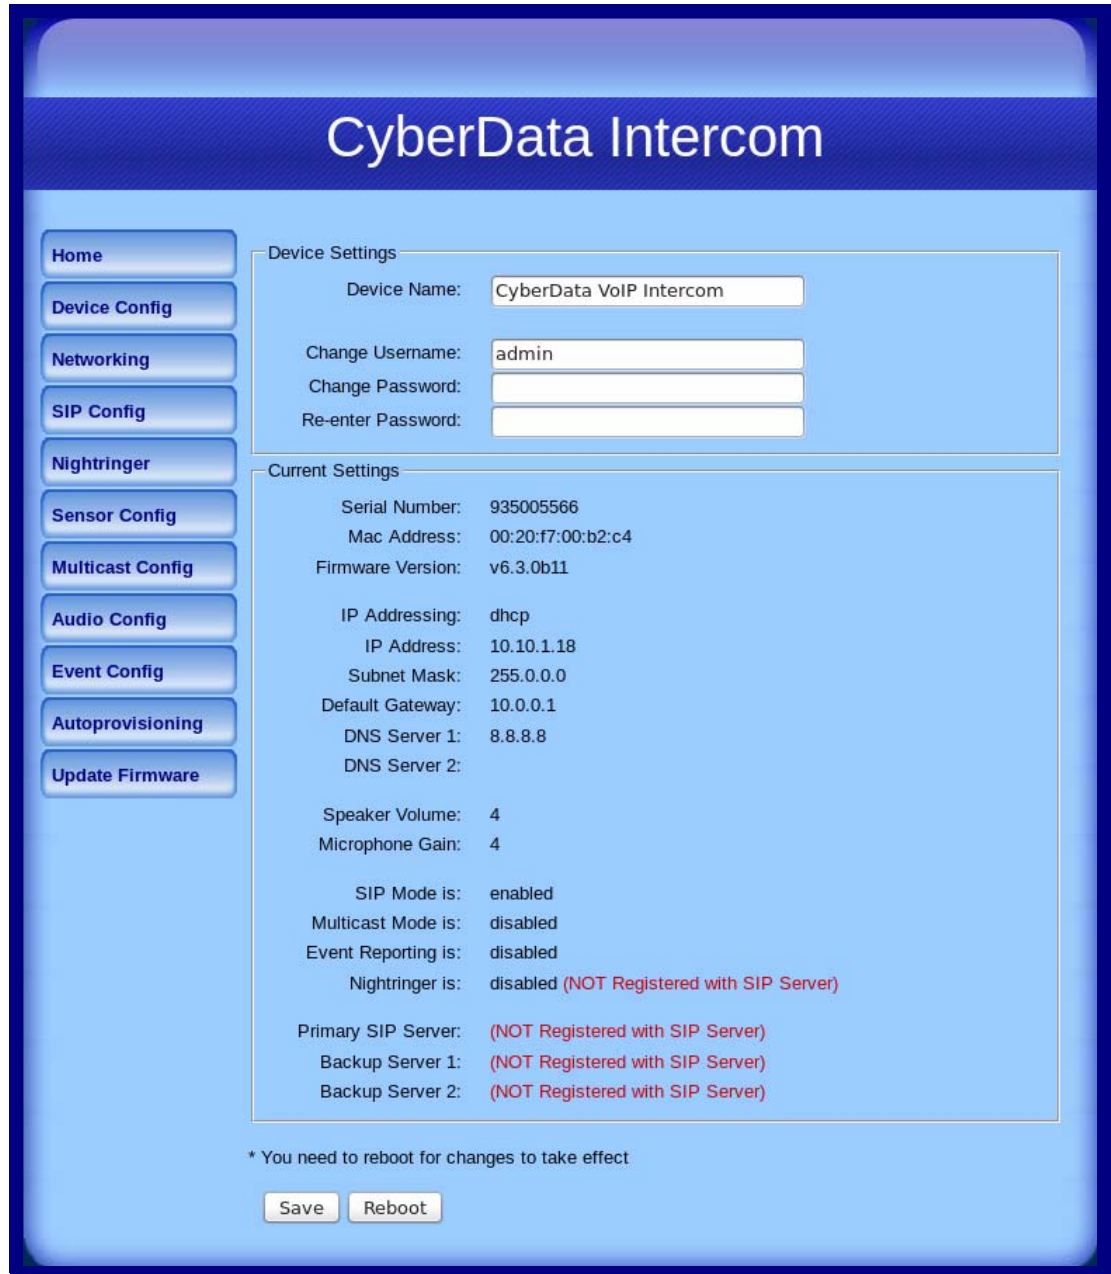 CyberData Intercom
Home
Device Config
Networking
SIP Config
Nightringer
Sensor Config
Multicast Config
Audio Config
Event Config
Autoprovisioning
Update Firmware
Device Settings
Device Name: CyberData VoIP Intercom
Change Username: admin
Change Password:
Re-enter Password:
Current Settings
Serial Number: 935005566
Mac Address: 00:20:f7:00:b2:c4
Firmware Version: v6.3.0b11
IP Addressing: dhcp
IP Address: 10.10.1.18
Subnet Mask: 255.0.0.0
Default Gateway: 10.0.0.1
DNS Server 1: 8.8.8.8
DNS Server 2:
Speaker Volume: 4
Microphone Gain: 4
SIP Mode is: enabled
Multicast Mode is: disabled
Event Reporting is: disabled
Nightringer is: disabled (NOT Registered with SIP Server)
Primary SIP Server: (NOT Registered with SIP Server)
Backup Server 1: (NOT Registered with SIP Server)
Backup Server 2: (NOT Registered with SIP Server)
* You need to reboot for changes to take effect
Save Reboot